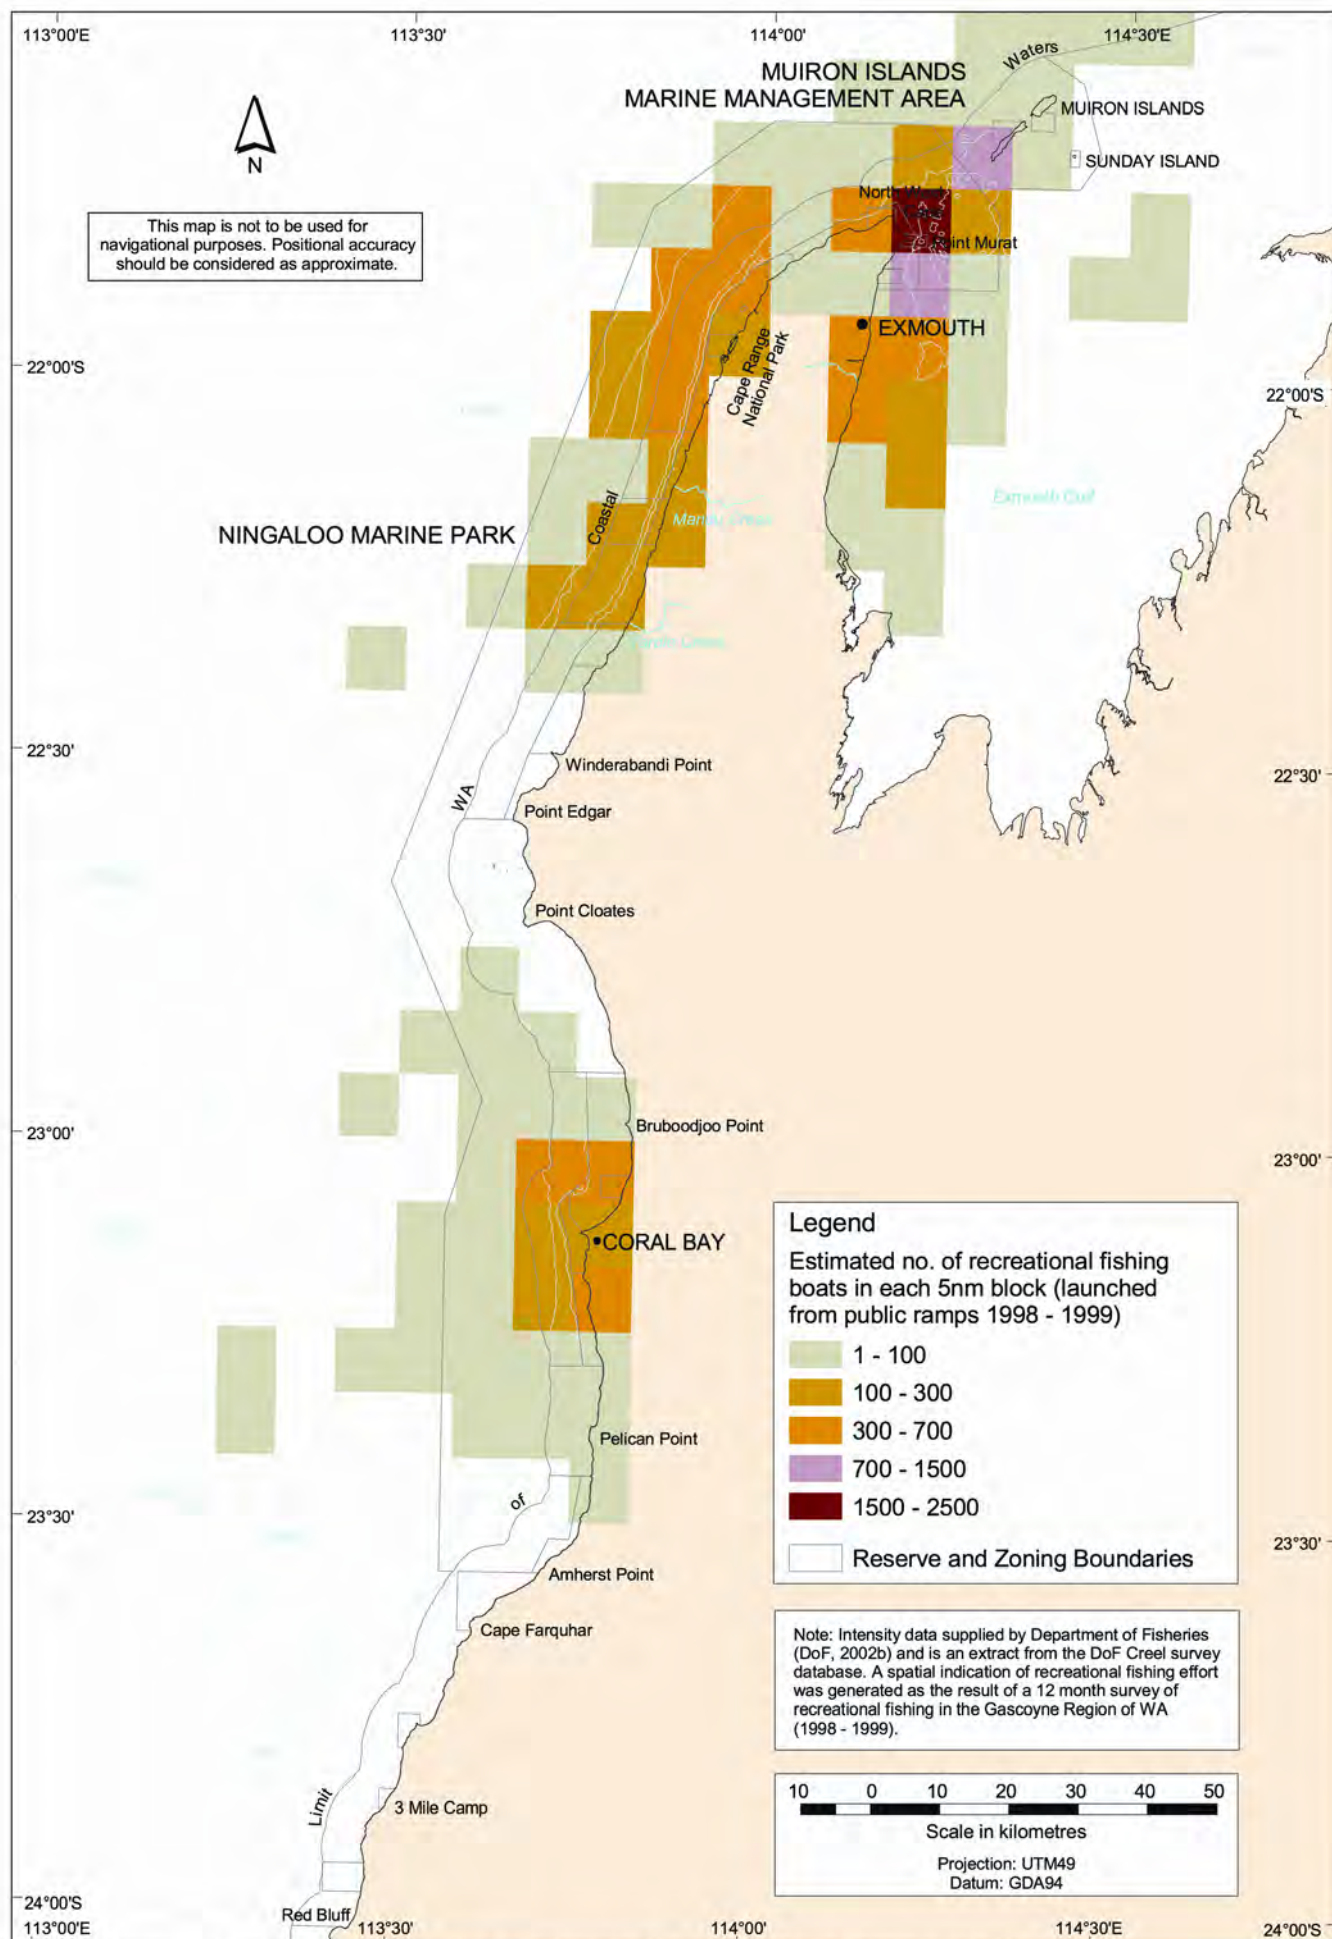 113°00'E
113°30'
114°00'
114°30'E
MUIRON ISLANDS
MARINE MANAGEMENT AREA
Waters
MUIRON ISLANDS
SUNDAY ISLAND
N
This map is not to be used for
navigational purposes. Positional accuracy
should be considered as approximate.
North West
Point Murat
EXMOUTH
Cape Range
National Park
22°00'S
22°00'S
Coastal
Exmouth Gulf
Mandu Creek
NINGALOO MARINE PARK
Creek
22°30'
22°30'
Winderabandi Point
WA
Point Edgar
Point Cloates
23°00'
23°00'
Bruboodjoo Point
CORAL BAY
Pelican Point
of
23°30'
23°30'
Amherst Point
Cape Farquhar
Limit
3 Mile Camp
Red Bluff
Legend
Estimated no. of recreational fishing
boats in each 5nm block (launched
from public ramps 1998 - 1999)
1 - 100
100 - 300
300 - 700
700 - 1500
1500 - 2500
Reserve and Zoning Boundaries
Note: Intensity data supplied by Department of Fisheries
(DoF, 2002b) and is an extract from the DoF Creel survey
database. A spatial indication of recreational fishing effort
was generated as the result of a 12 month survey of
recreational fishing in the Gascoyne Region of WA
(1998 - 1999).
10 0 10 20 30 40 50
Scale in kilometres
Projection: UTM49
Datum: GDA94
24°00'S
24°00'S
113°00'E
113°30'
114°00'
114°30'E